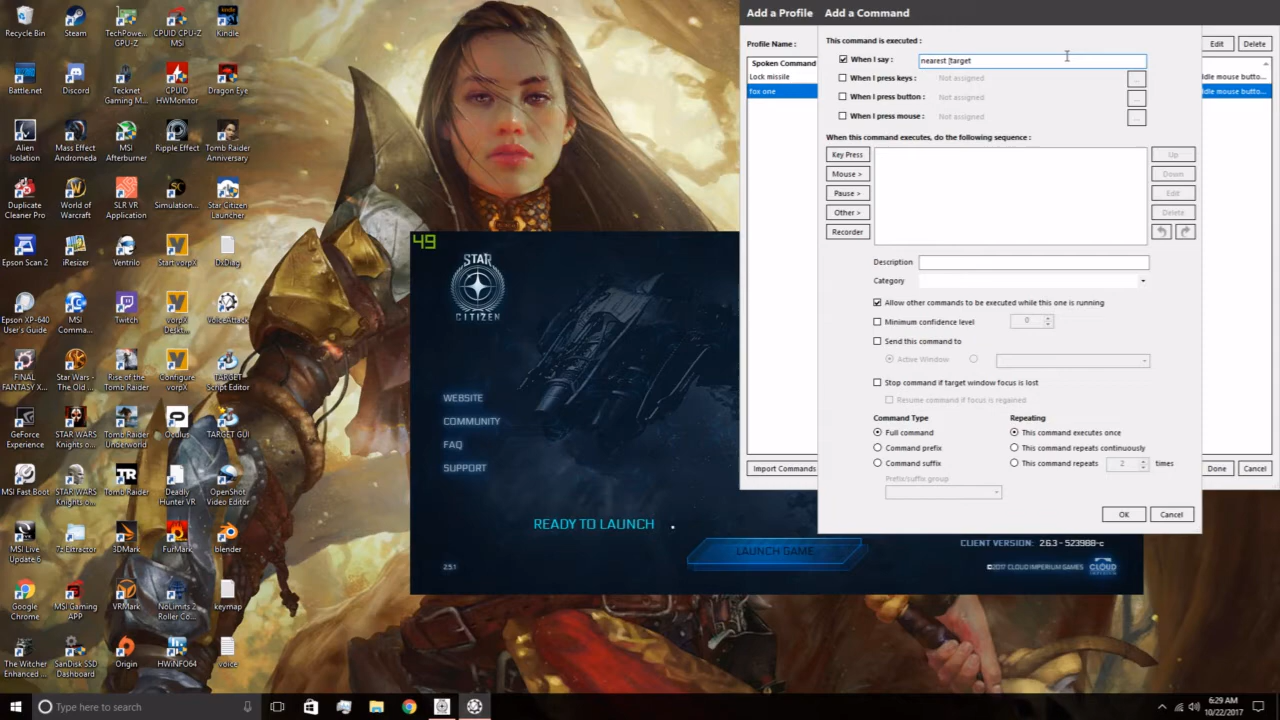 Recycle Bin
Steam
TechPowe... GPU-Z
CPUID CPU-Z MSI
Kindle
Battle.net
Discord
Tecknet Gaming M...
CPUID HWMonitor
Dragon Eye
Alien Isolation
Mass Effect Andromeda
MSI Afterburner
Ripple Effect
Tomb Raider Anniversary
Duplicate Cleaner Pro
World of Warcraft
SLR VR Application
Simulation...
Star Citizen Launcher
Epson Scan 2
iResizer
Ventrilo
Start vorpX
DxDiag
Epson XP-640 User's Guide
MSI Comma...
Twitch
vorpX Deskt...
VoiceAttack
FINAL FANTASY X...
Star Wars - The Old ...
Rise of the Tomb Raider
Configure vorpX
TARGET Script Editor
GeForce Experience
STAR WARS Knights o...
Tomb Raider Underworld
Oculus
TARGET GUI
MSI Fast Boot
STAR WARS Knights o...
Tomb Raider
Deadly Hunter VR
OpenShot Video Editor
MSI Live Update 6
7z Extractor
3DMark
FurMark
blender
Google Chrome
MSI Gaming APP
VRMark
NoLimits 2 Roller Co...
keymap
The Witcher Enhanced ...
SanDisk SSD Dashboard
Origin
HWiNFO64
voice
49
STAR
CITIZEN
WEBSITE
COMMUNITY
FAQ
SUPPORT
READY TO LAUNCH
LAUNCH GAME
2.5.1
CLIENT VERSION: 2.6.3 - 523988-c
©2017 CLOUD IMPERIUM GAMES
CLOUD
Add a Profile
Profile Name :
Edit
Delete
Spoken Command
Lock missile
ddle mouse butto...
fox one
ddle mouse butto...
Import Commands
Done
Cancel
Add a Command
This command is executed :
When I say :
nearest target
When I press keys :
Not assigned
...
When I press button :
Not assigned
...
When I press mouse :
Not assigned
...
When this command executes, do the following sequence :
Key Press
Up
Mouse >
Down
Pause >
Edit
Other >
Delete
Recorder
Description
Category
Allow other commands to be executed while this one is running
Minimum confidence level
0
Send this command to
Active Window
Stop command if target window focus is lost
Resume command if focus is regained
Command Type
Repeating
Full command
This command executes once
Command prefix
This command repeats continuously
Command suffix
This command repeats 2 times
Prefix/suffix group
OK
Cancel
Type here to search
6:29 AM
10/22/2017